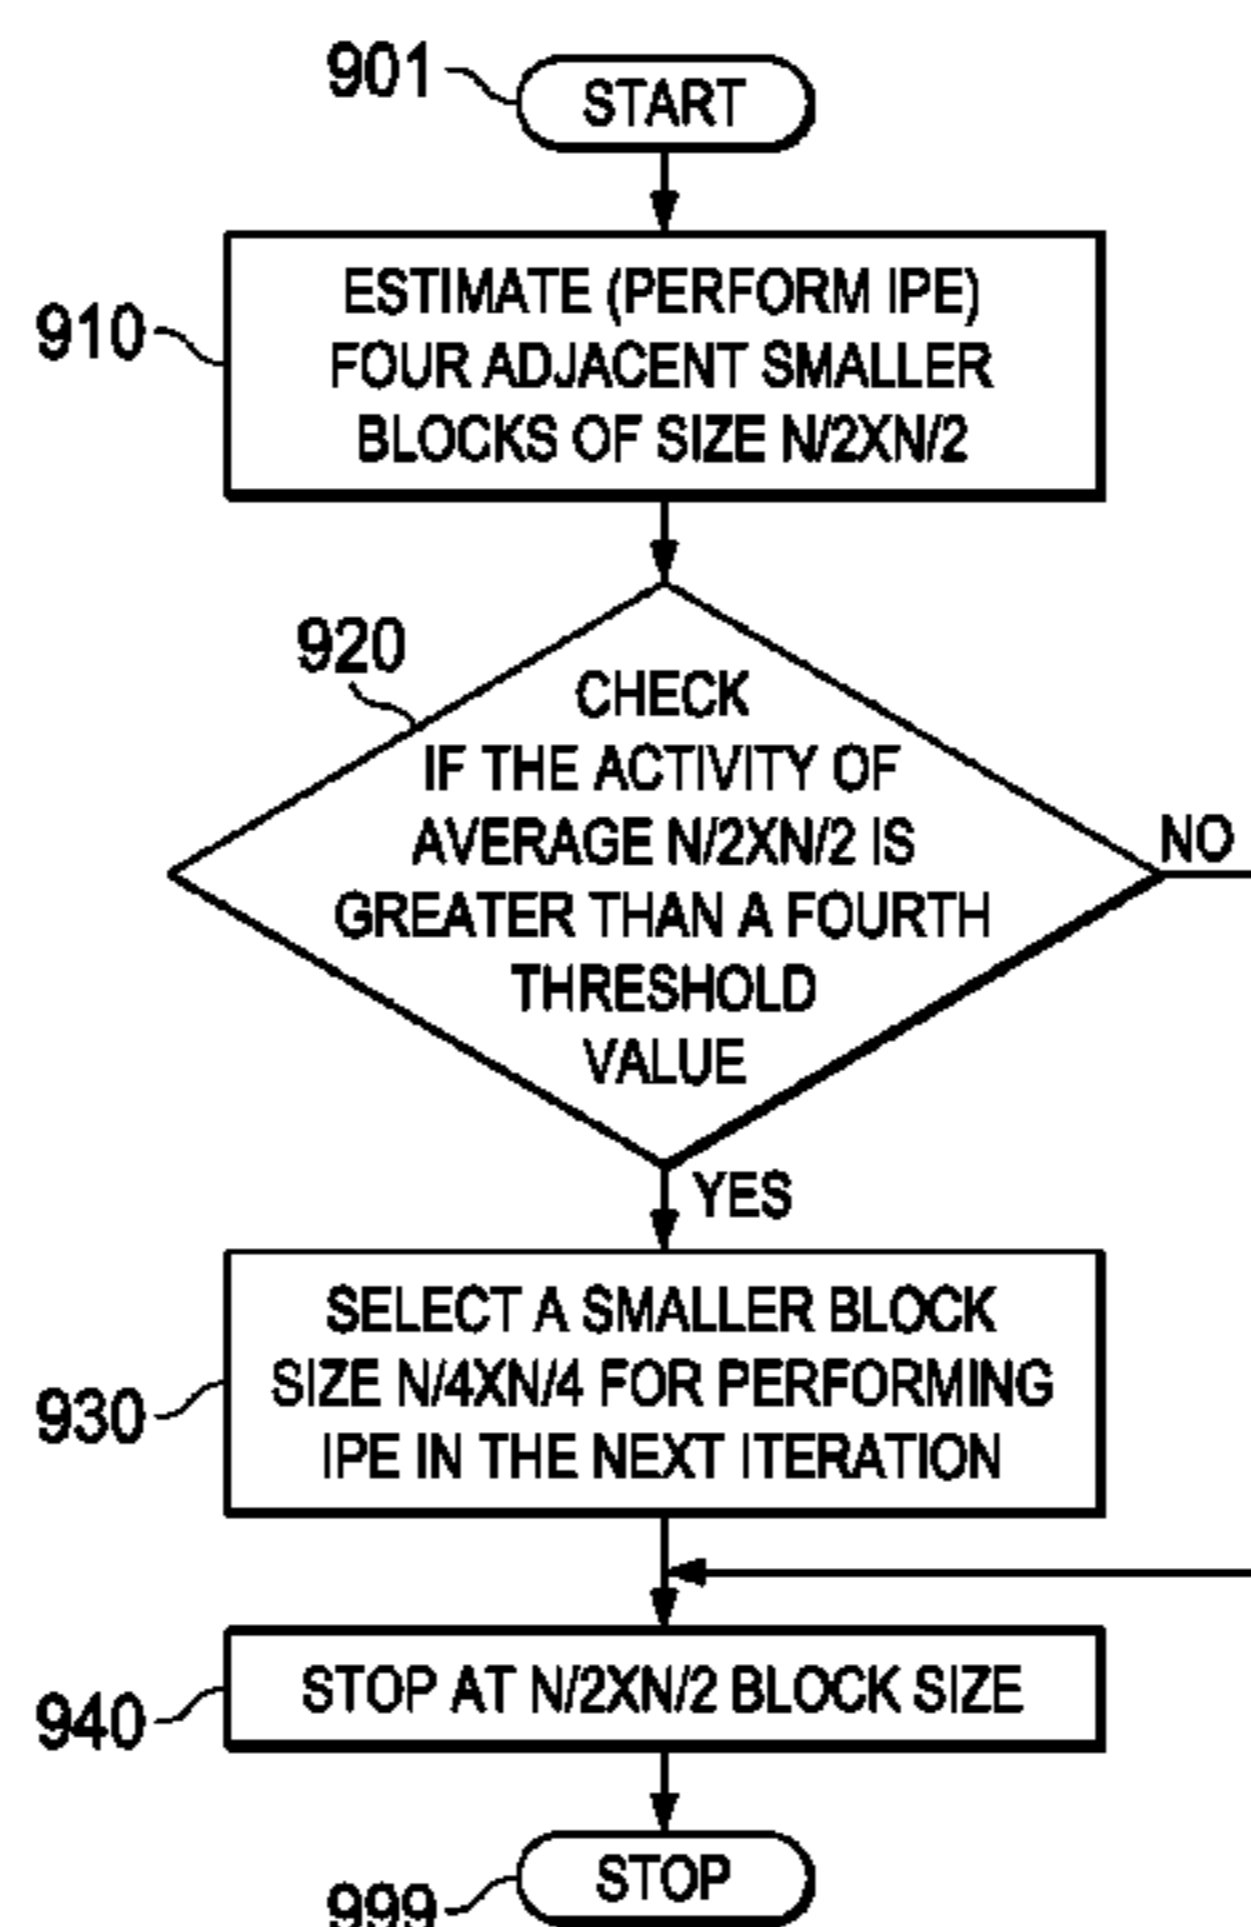 901
START
910
ESTIMATE (PERFORM IPE)
FOUR ADJACENT SMALLER
BLOCKS OF SIZE N/2XN/2
920
CHECK
IF THE ACTIVITY OF
AVERAGE N/2XN/2 IS
GREATER THAN A FOURTH
THRESHOLD
VALUE
NO
YES
930
SELECT A SMALLER BLOCK
SIZE N/4XN/4 FOR PERFORMING
IPE IN THE NEXT ITERATION
940
STOP AT N/2XN/2 BLOCK SIZE
999
STOP